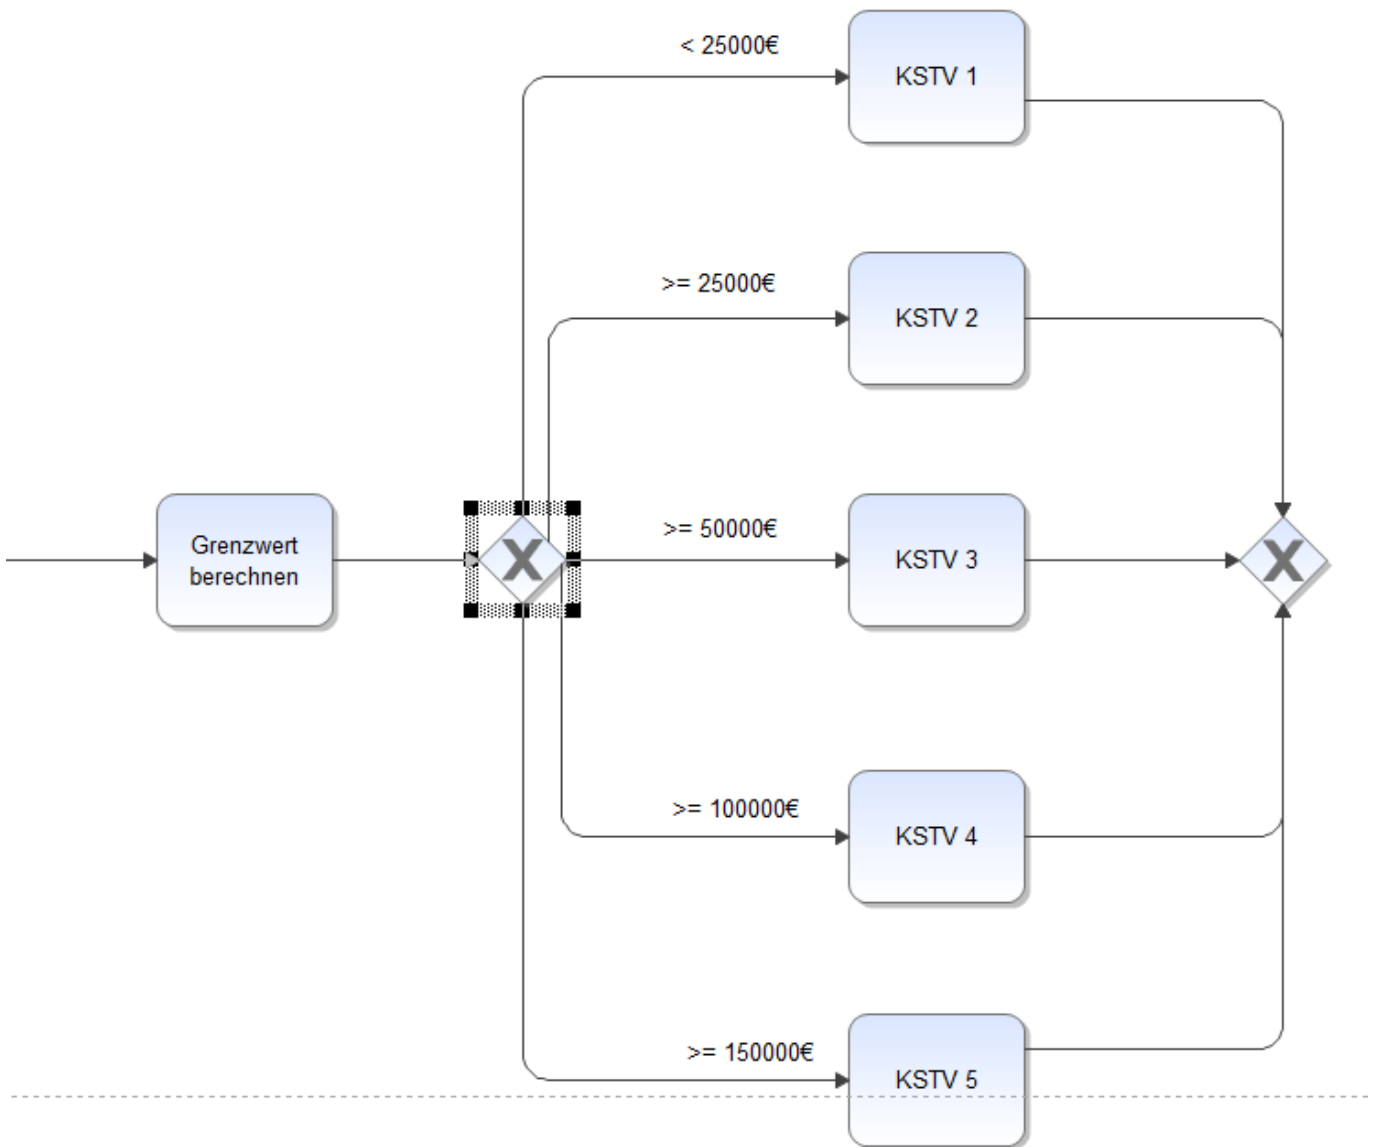 < 25000€
KSTV 1
>= 25000€
KSTV 2
Grenzwert
berechnen
X
>= 50000€
KSTV 3
X
>= 100000€
KSTV 4
>= 150000€
KSTV 5